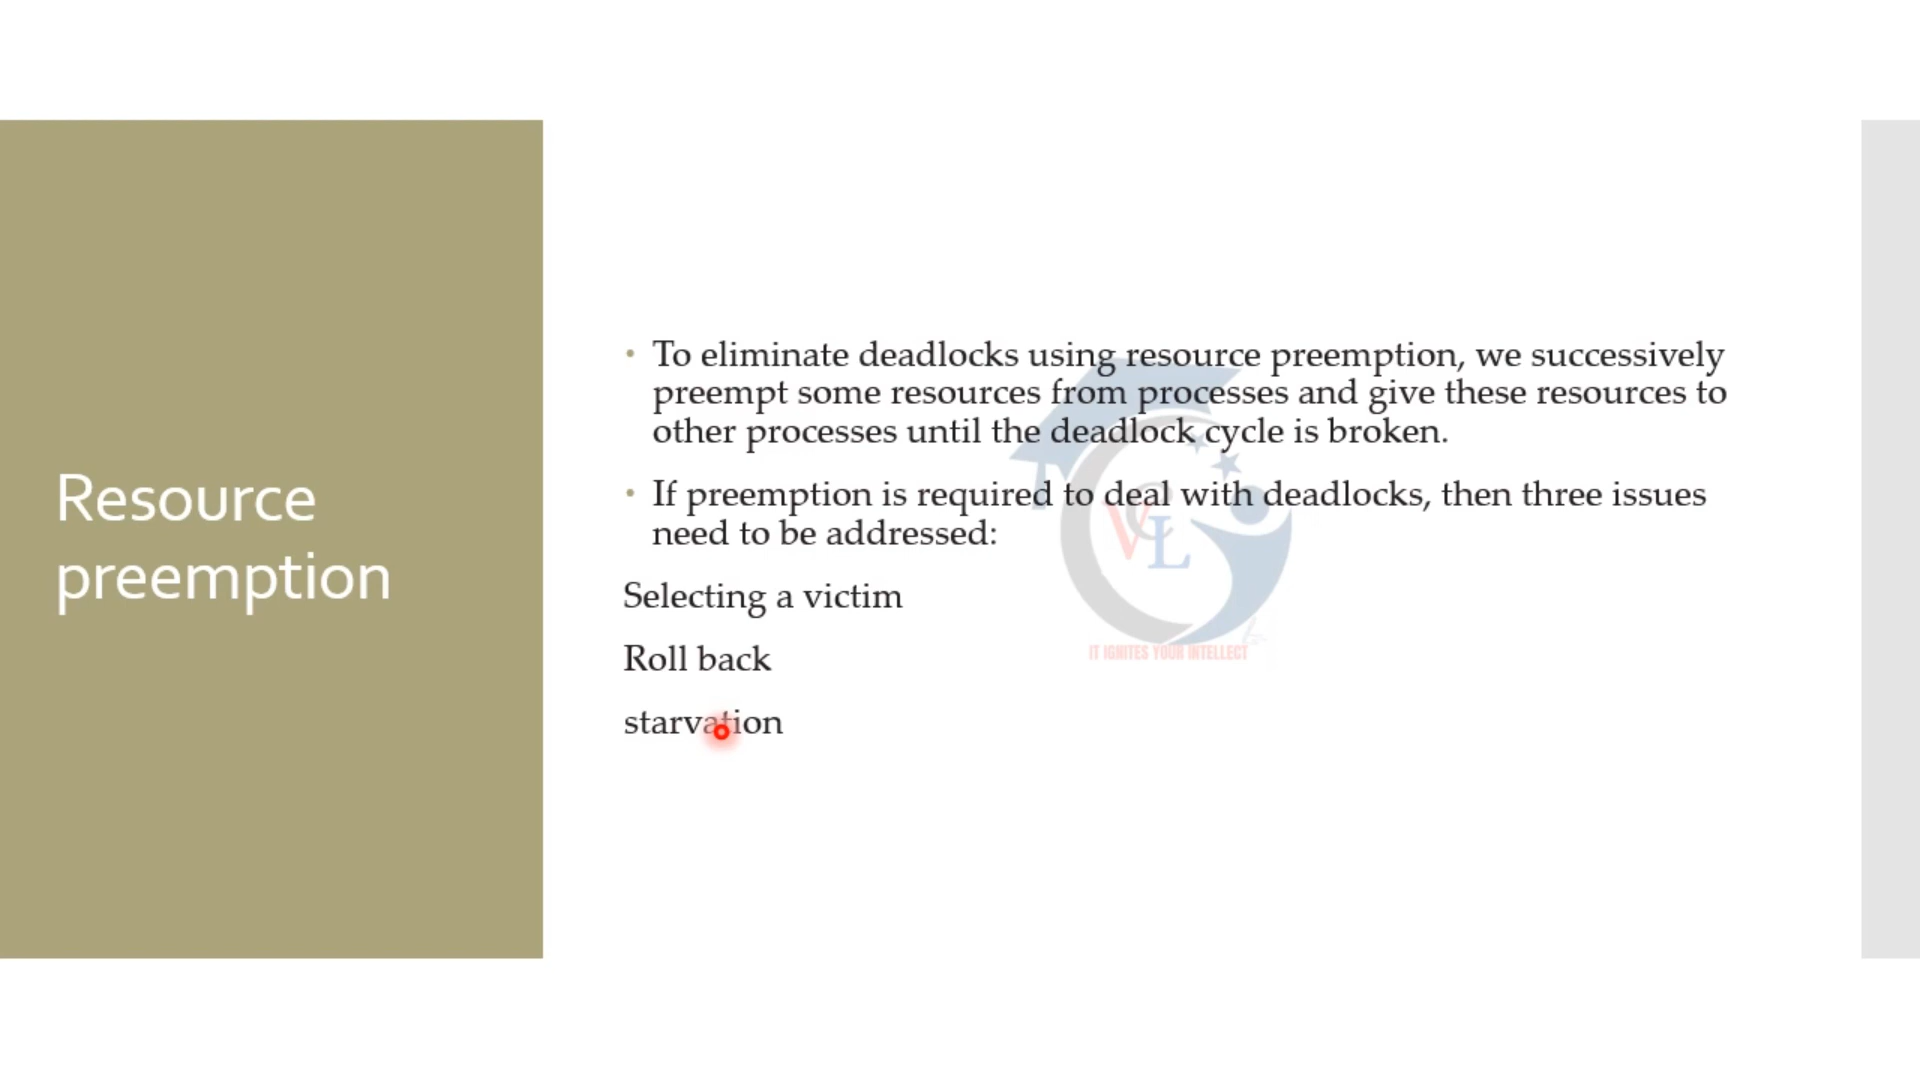 Resource
preemption
• To eliminate deadlocks using resource preemption, we successively
preempt some resources from processes and give these resources to
other processes until the deadlock cycle is broken.
• If preemption is required to deal with deadlocks, then three issues
need to be addressed:
Selecting a victim
Roll back
starvation
VCL
IT IGNITES YOUR INTELLECT